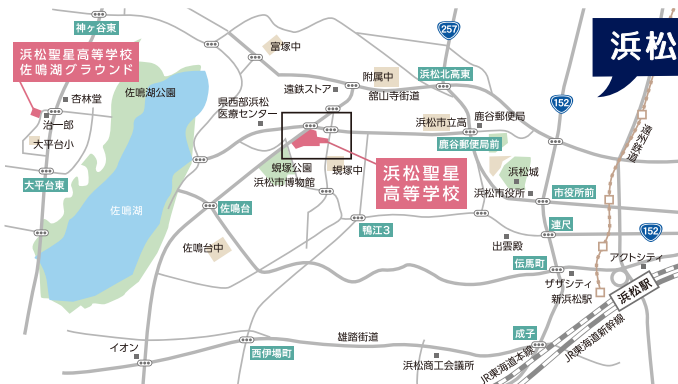 神ヶ谷東
257
浜松
浜松聖星高等学校
佐鳴湖グラウンド
富塚中
附属中
浜松北高東
佐鳴湖公園
遠鉄ストア
舘山寺街道
杏林堂
県西部浜松
医療センター
152
治一郎
浜松市立高
鹿谷郵便局
遠州鉄道
大平台小
鹿谷郵便局前
蜆塚公園
蜆塚中
浜松聖星
高等学校
浜松城
大平台東
浜松市博物館
浜松市役所
市役所前
佐鳴湖
佐鳴台
鴨江3
連尺
152
佐鳴台中
出雲殿
伝馬町
アクトシティ
ザザシティ
新浜松駅
浜松駅
成子
雄踏街道
イオン
西伊場町
浜松商工会議所
JR東海道本線
JR東海道新幹線